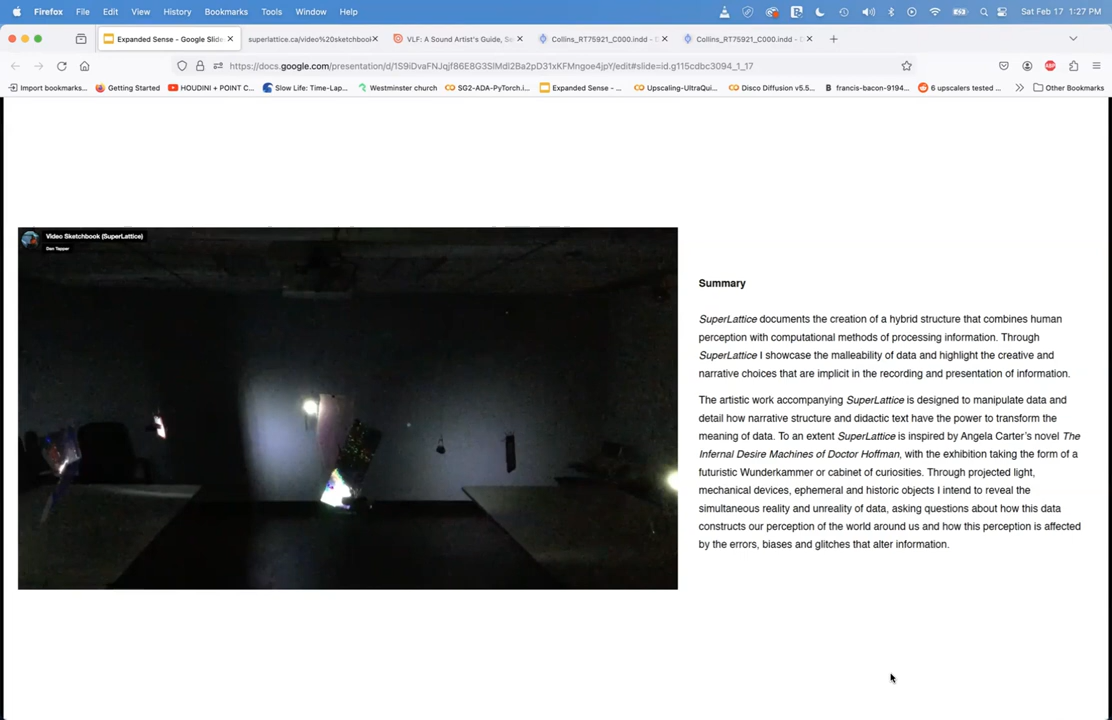 Firefox File Edit View History Bookmarks Tools Window Help Sat Feb 17 1:27 PM
Expanded Sense - Google Slide superlattice.ca/video%20sketchbool VLF: A Sound Artist's Guide, S Collins_RT75921_C000.indd - D Collins_RT75921_C000.indd - D
https://docs.google.com/presentation/d/1S9iDvaFNJqjf86EBG3SlMdl2Ba2pD31xKFMngoe4jpY/edit#slide=id.g115cdbc3094_1_17
Import bookmarks... Getting Started HOUDINI + POINT C... Slow Life: Time-Lap... Westminster church SG2-ADA-PyTorch.i... Expanded Sense - ... Upscaling-UltraQui... Disco Diffusion v5.5... francis-bacon-9194... 6 upscalers tested ... Other Bookmarks
Video Sketchbook (SuperLattice)
Dan Tapper
Summary
SuperLattice documents the creation of a hybrid structure that combines human
perception with computational methods of processing information. Through
SuperLattice I showcase the malleability of data and highlight the creative and
narrative choices that are implicit in the recording and presentation of information.
The artistic work accompanying SuperLattice is designed to manipulate data and
detail how narrative structure and didactic text have the power to transform the
meaning of data. To an extent SuperLattice is inspired by Angela Carter's novel The
Infernal Desire Machines of Doctor Hoffman, with the exhibition taking the form of a
futuristic Wunderkammer or cabinet of curiosities. Through projected light,
mechanical devices, ephemeral and historic objects I intend to reveal the
simultaneous reality and unreality of data, asking questions about how this data
constructs our perception of the world around us and how this perception is affected
by the errors, biases and glitches that alter information.